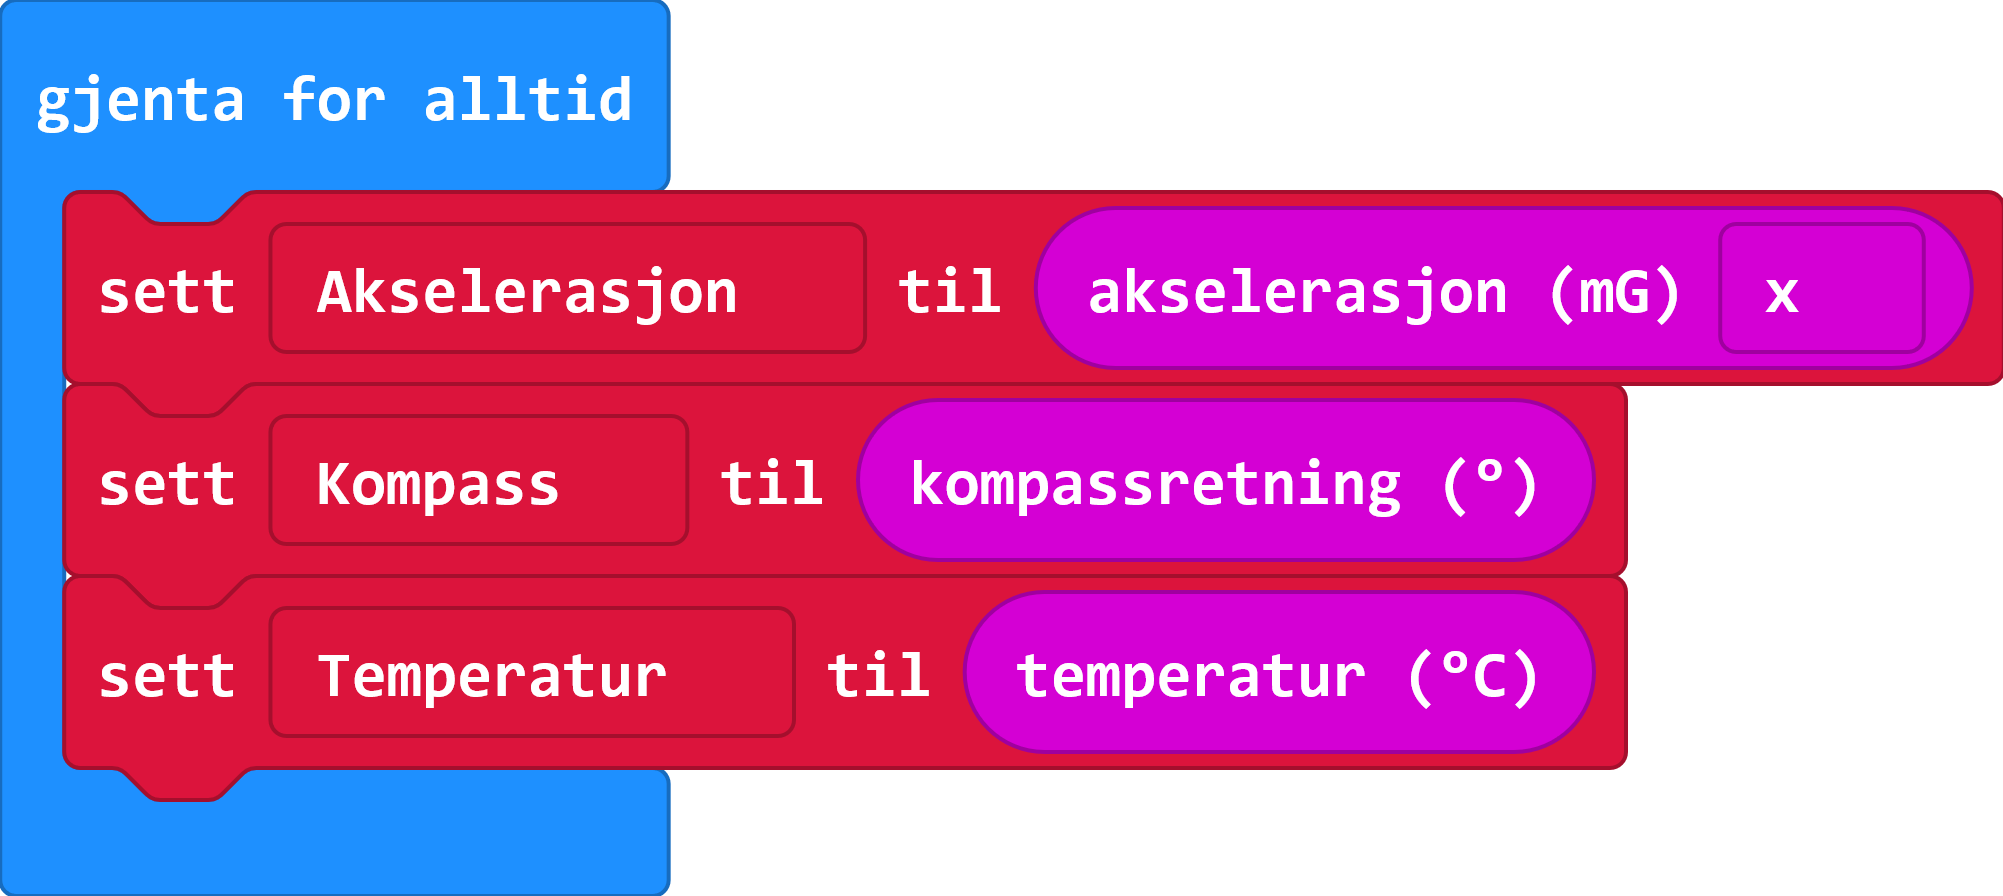 gjenta for alltid
sett Akselerasjon til akselerasjon (mG) x
sett Kompass til kompassretning (°)
sett Temperatur til temperatur (°C)